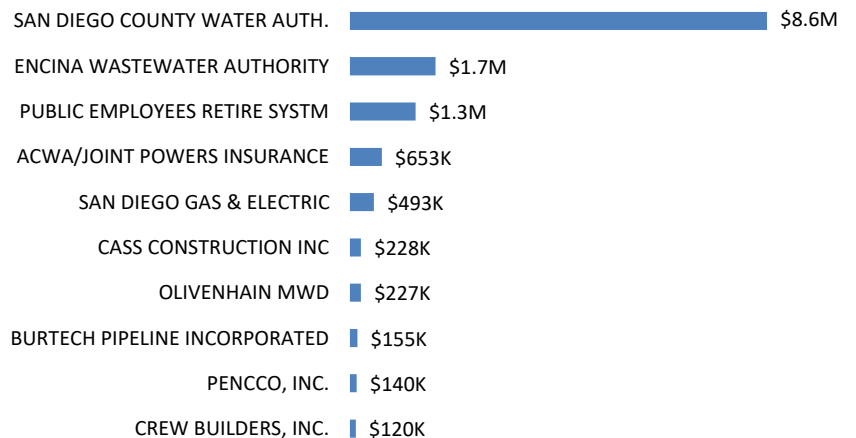 SAN DIEGO COUNTY WATER AUTH. $8.6M
ENCINA WASTEWATER AUTHORITY $1.7M
PUBLIC EMPLOYEES RETIRE SYSTM $1.3M
ACWA/JOINT POWERS INSURANCE $653K
SAN DIEGO GAS & ELECTRIC $493K
CASS CONSTRUCTION INC $228K
OLIVENHAIN MWD $227K
BURTECH PIPELINE INCORPORATED $155K
PENCCO, INC. $140K
CREW BUILDERS, INC. $120K